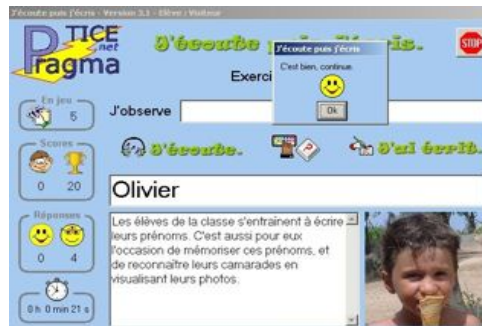 J'écoute puis j'écris - Version 3.1 - Elève : Visiteur
PragmaTICE
.net
J'écoute puis j'écris.
STOP
J'écoute puis j'écris
C'est bien, continue.
Ok
Exerci
En jeu
5
J'observe
Scores
0 20
J'écoute.
?
J'ai écrit.
Olivier
Réponses
0 4
Les élèves de la classe s'entraînent à écrire
leurs prénoms. C'est aussi pour eux
l'occasion de mémoriser ces prénoms, et
de reconnaître leurs camarades en
visualisant leurs photos.
0 h 0 min 21 s